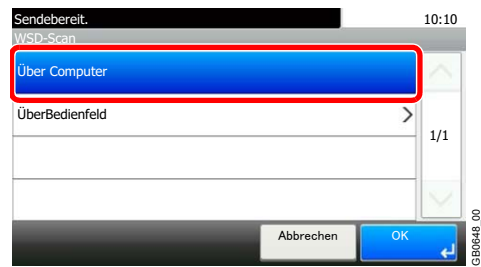 Sendebereit. 10:10
WSD-Scan
Über Computer
ÜberBedienfeld
1/1
Abbrechen OK
GB0648_00